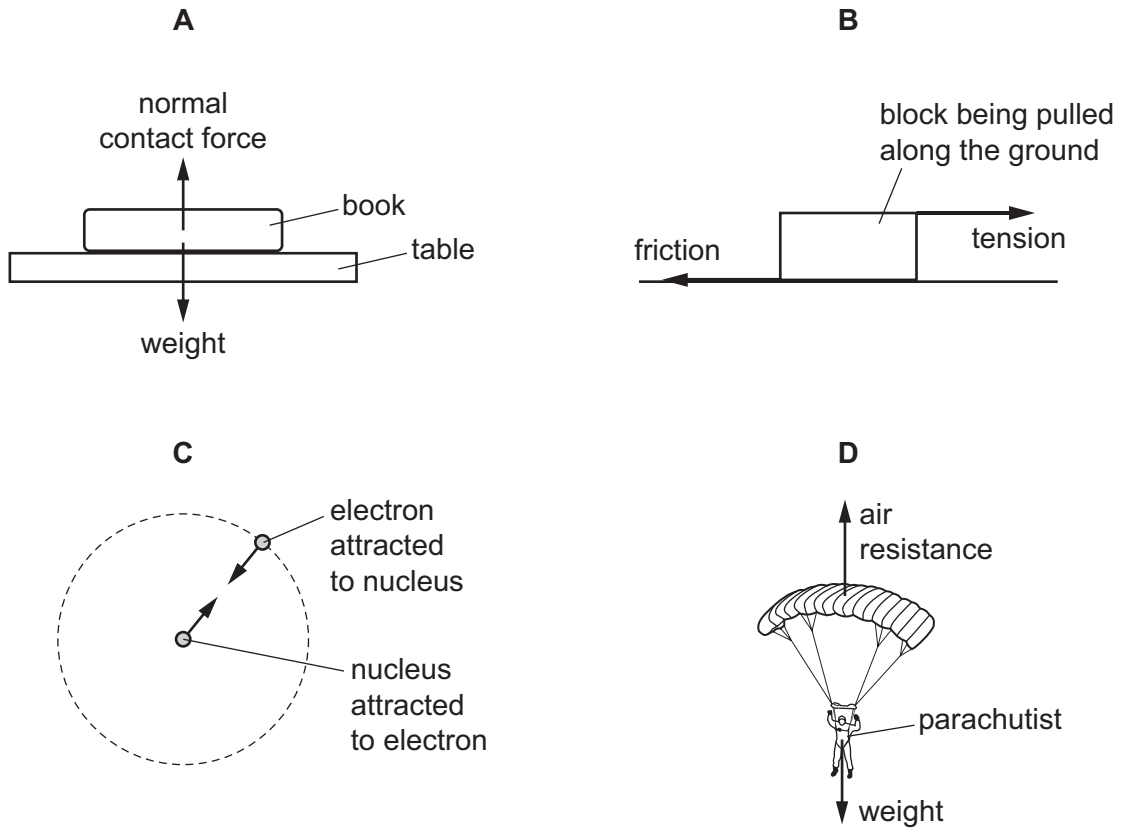 A
normal
contact force
book
table
weight
B
block being pulled
along the ground
friction
tension
C
electron
attracted
to nucleus
nucleus
attracted
to electron
D
air
resistance
parachutist
weight